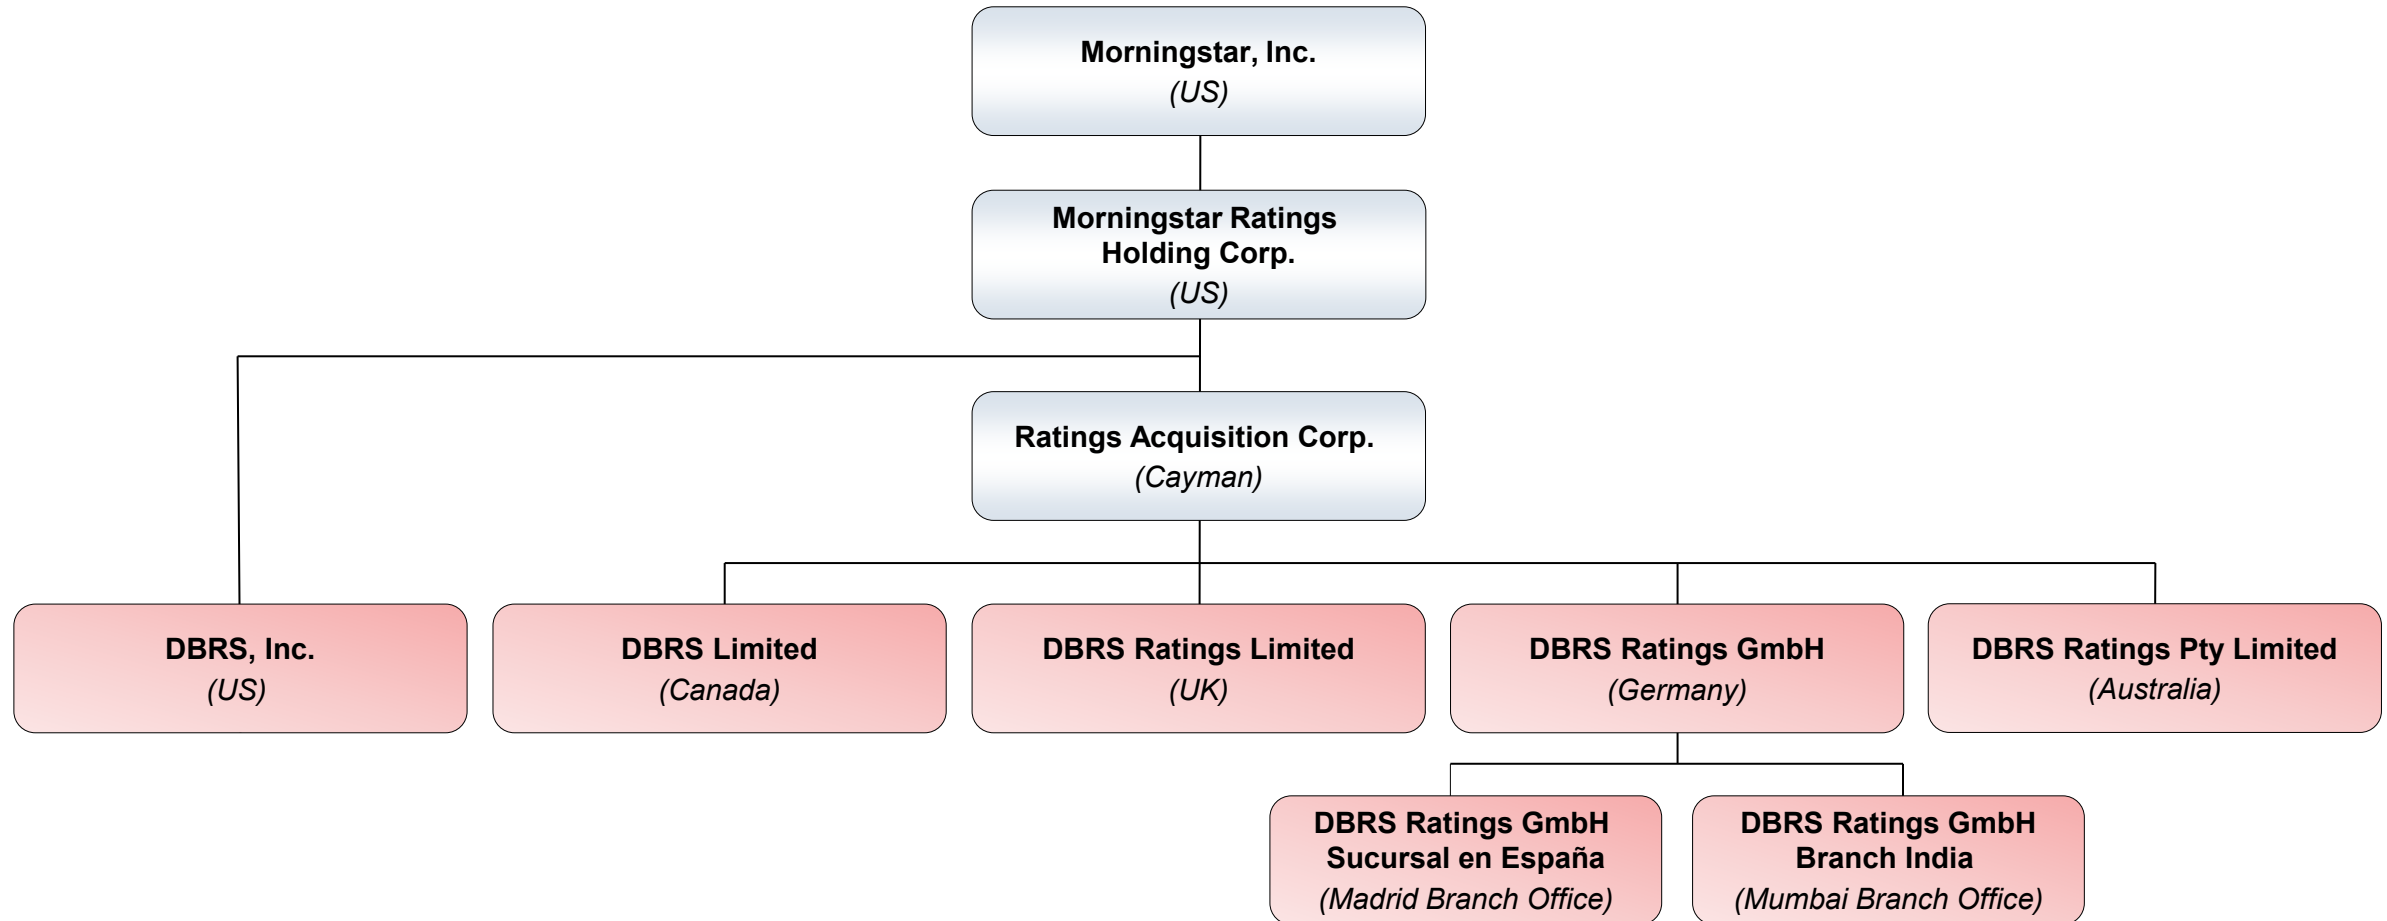 Morningstar, Inc.
(US)
Morningstar Ratings
Holding Corp.
(US)
Ratings Acquisition Corp.
(Cayman)
DBRS, Inc.
(US)
DBRS Limited
(Canada)
DBRS Ratings Limited
(UK)
DBRS Ratings GmbH
(Germany)
DBRS Ratings Pty Limited
(Australia)
DBRS Ratings GmbH
Sucursal en España
(Madrid Branch Office)
DBRS Ratings GmbH
Branch India
(Mumbai Branch Office)